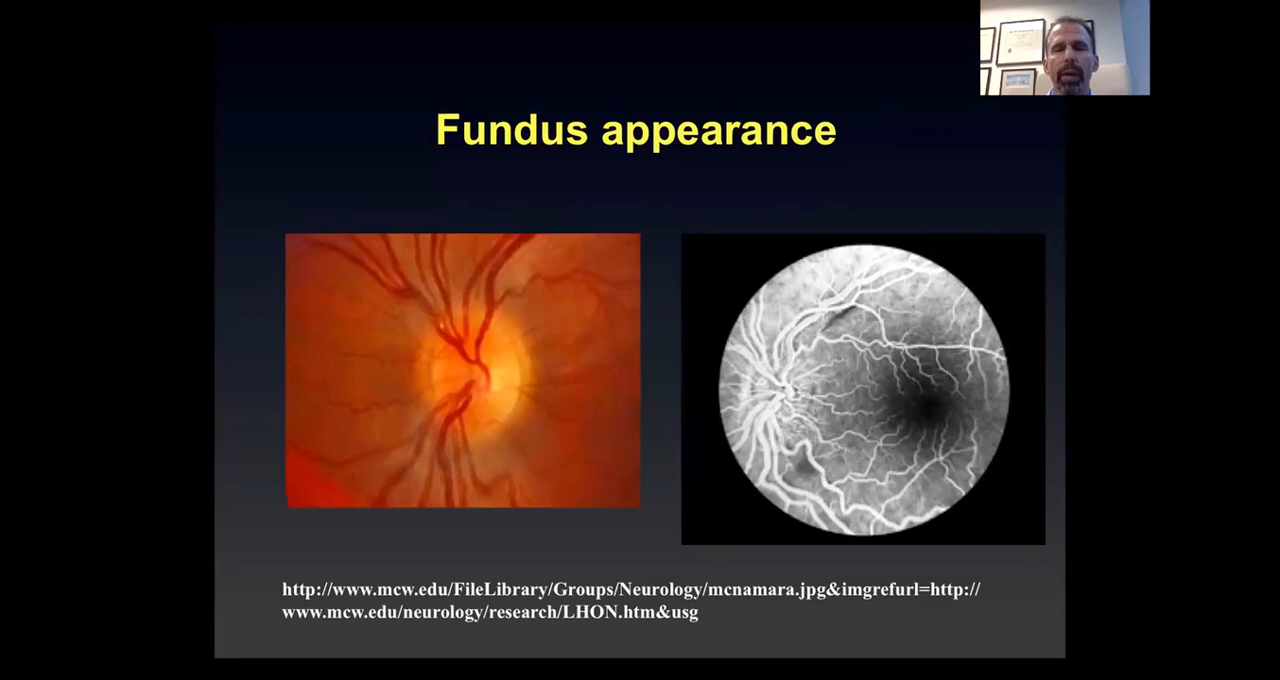 Fundus appearance
http://www.mcw.edu/FileLibrary/Groups/Neurology/mcnamara.jpg&imgrefurl=http://
www.mcw.edu/neurology/research/LHON.htm&usg